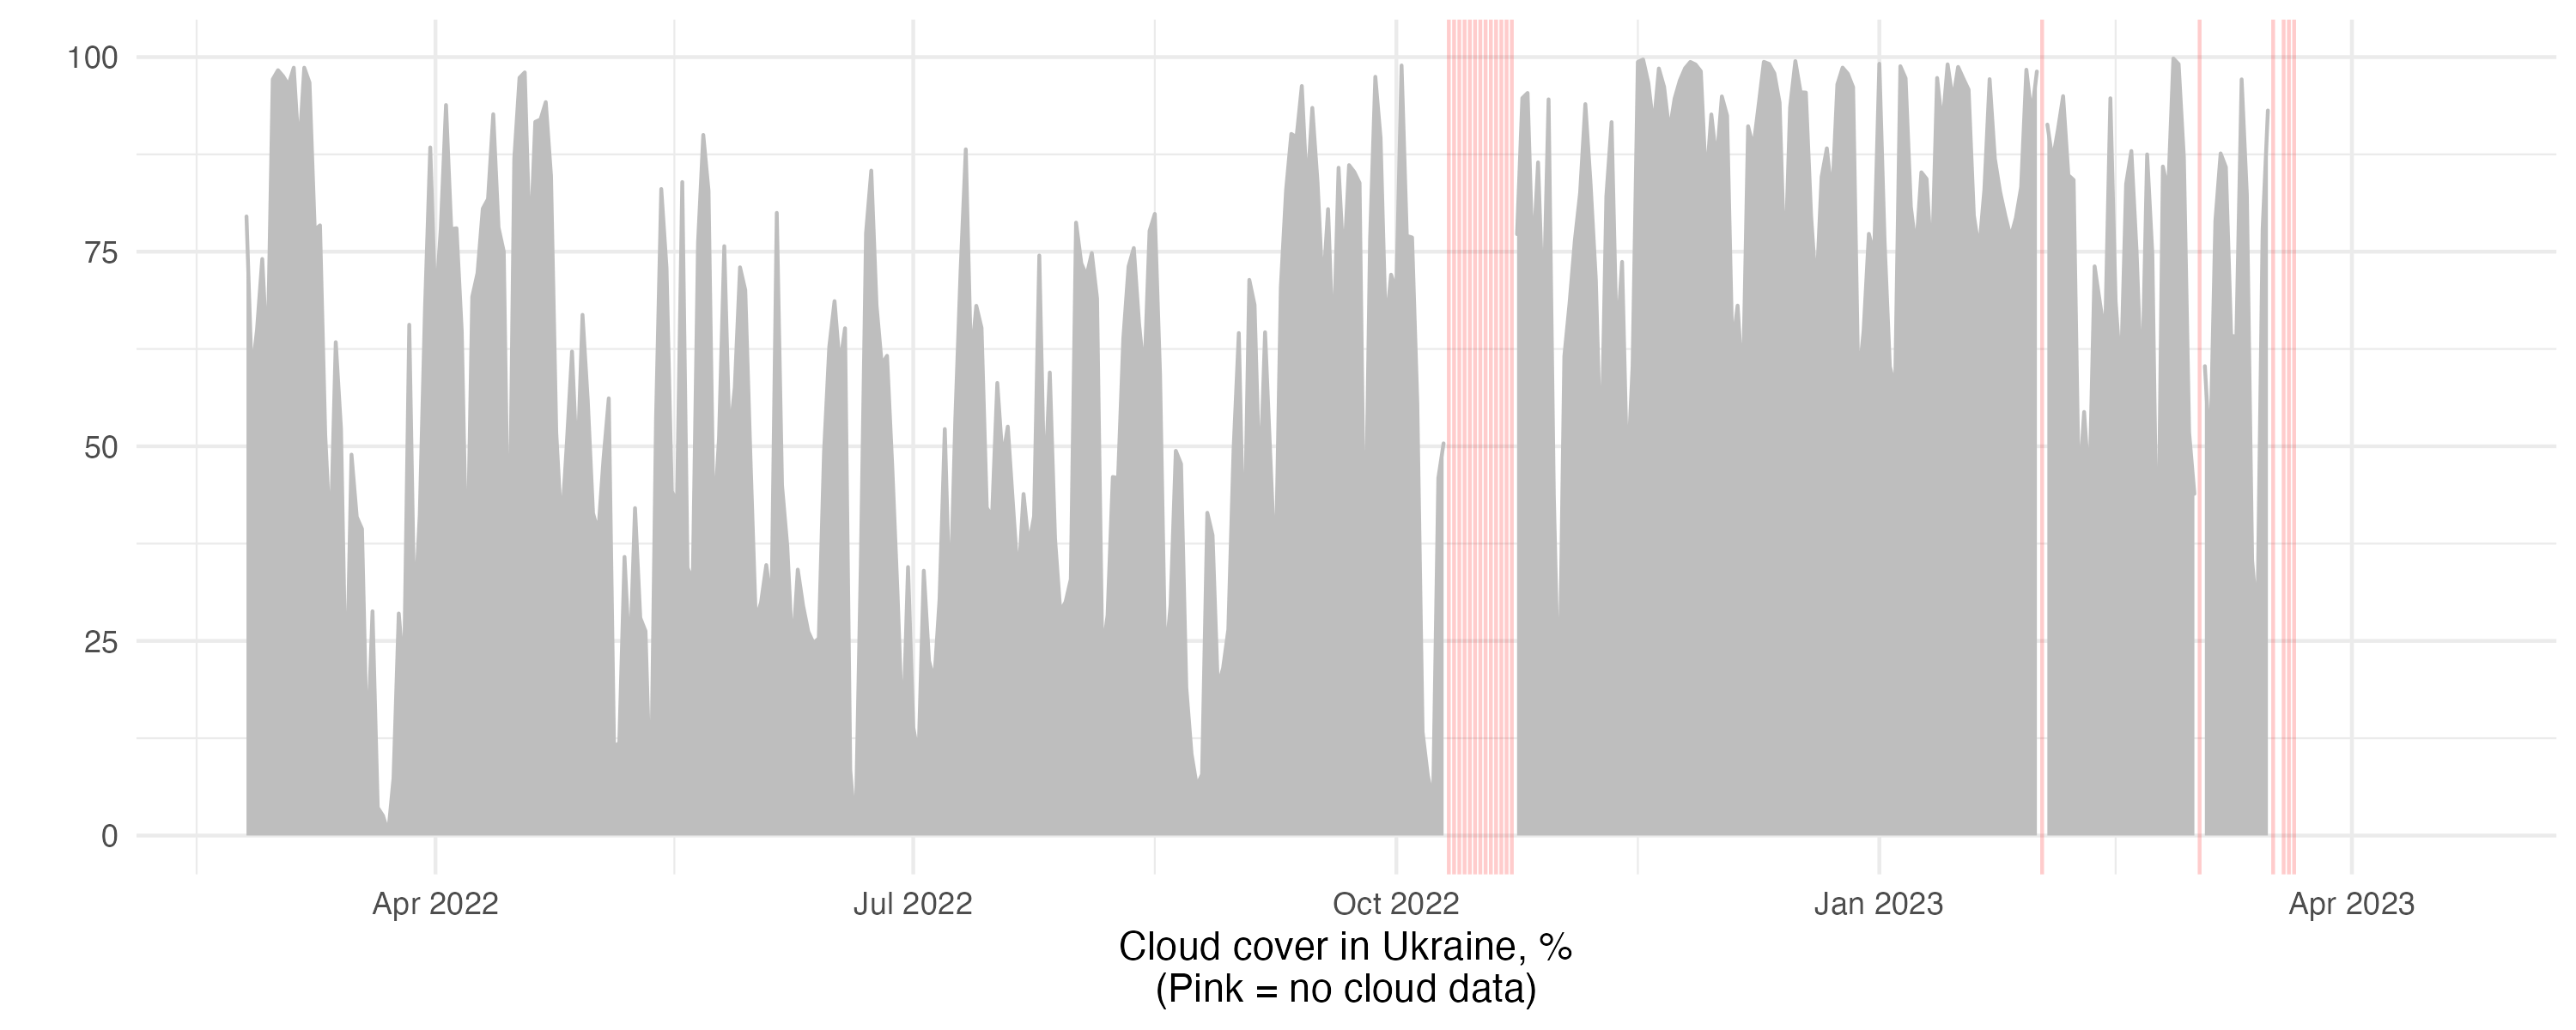 100
75
50
25
0
Apr 2022
Jul 2022
Oct 2022
Jan 2023
Apr 2023
Cloud cover in Ukraine, %
(Pink = no cloud data)